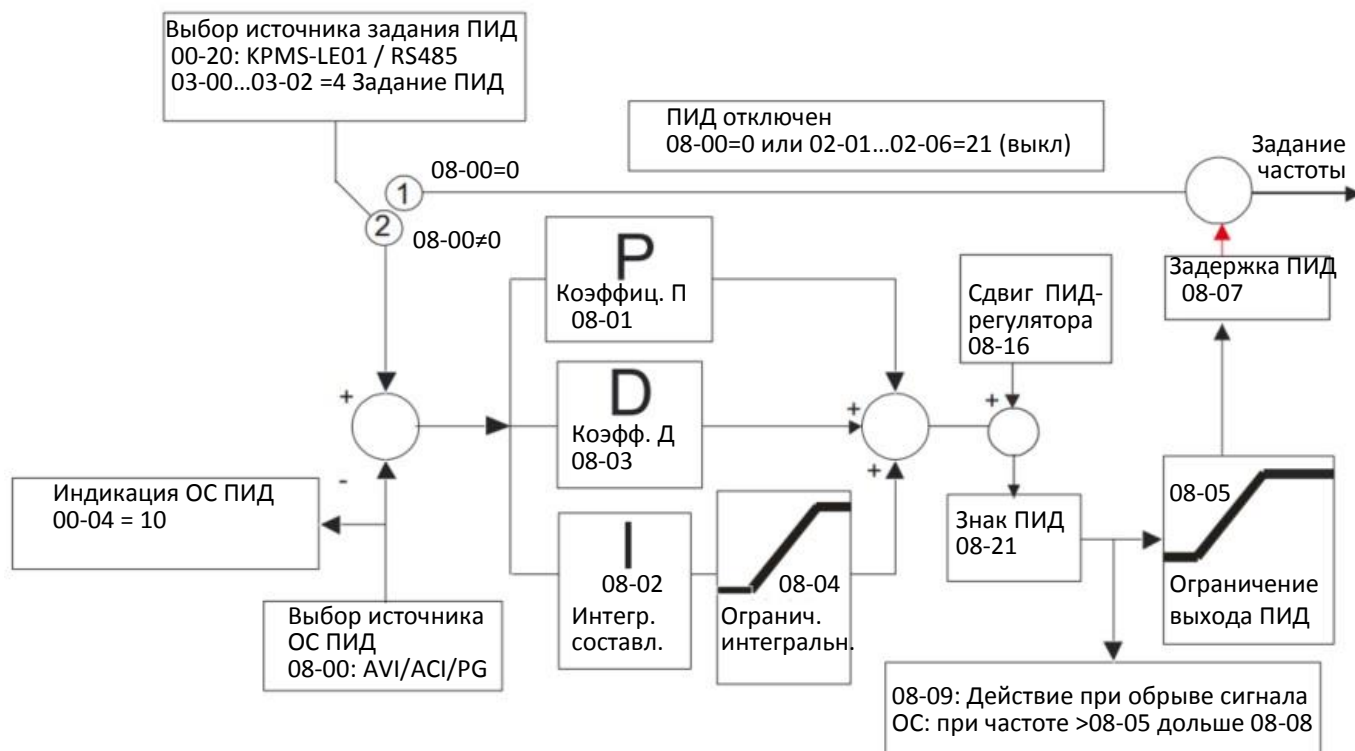 Выбор источника задания ПИД
00-20: KPMS-LE01 / RS485
03-00...03-02 =4 Задание ПИД
ПИД отключен
08-00=0 или 02-01...02-06=21 (выкл)
Задание
частоты
08-00=0
1
2
08-00≠0
P
Коэффиц. П
08-01
Сдвиг ПИД-
регулятора
08-16
Задержка ПИД
08-07
+
D
Коэфф. Д
08-03
+
+
+
-
Индикация ОС ПИД
00-04 = 10
I
08-02
Интегр.
составл.
08-04
Огранич.
интегральн.
Знак ПИД
08-21
08-05
Ограничение
выхода ПИД
Выбор источника
ОС ПИД
08-00: AVI/ACI/PG
08-09: Действие при обрыве сигнала
ОС: при частоте >08-05 дольше 08-08